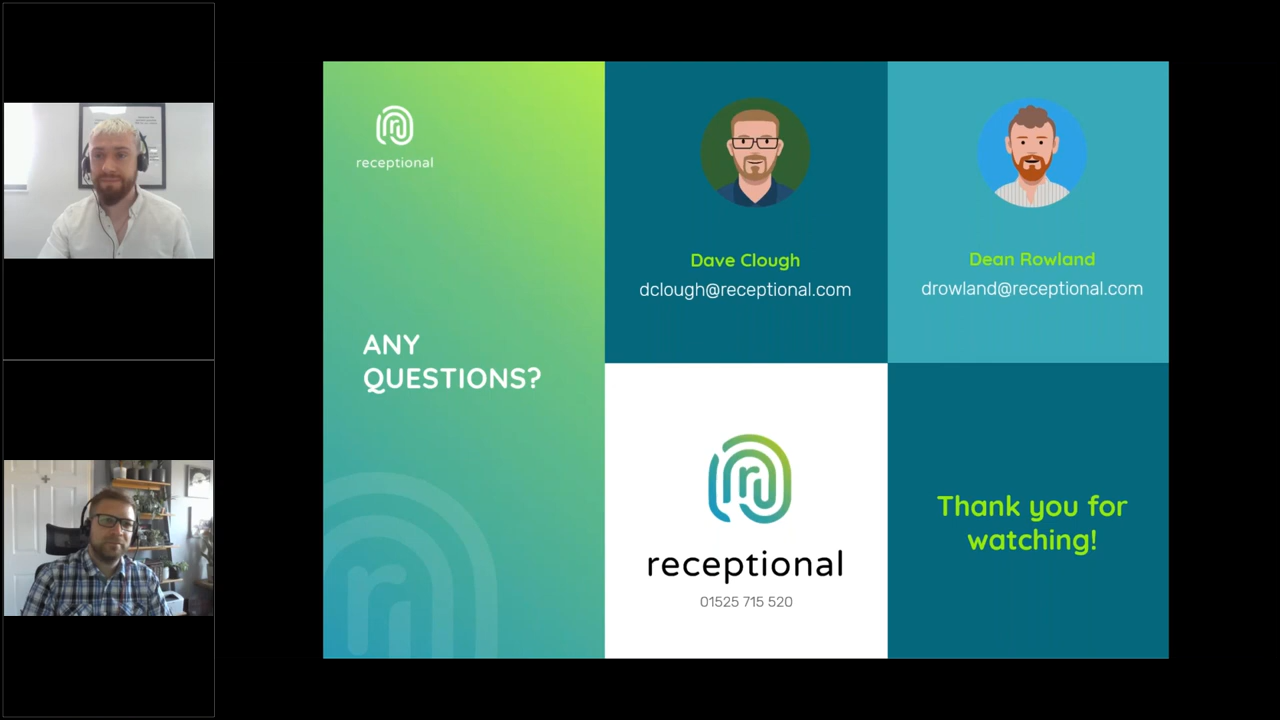 receptional
ANY
QUESTIONS?
Dave Clough
dclough@receptional.com
Dean Rowland
drowland@receptional.com
receptional
01525 715 520
Thank you for
watching!